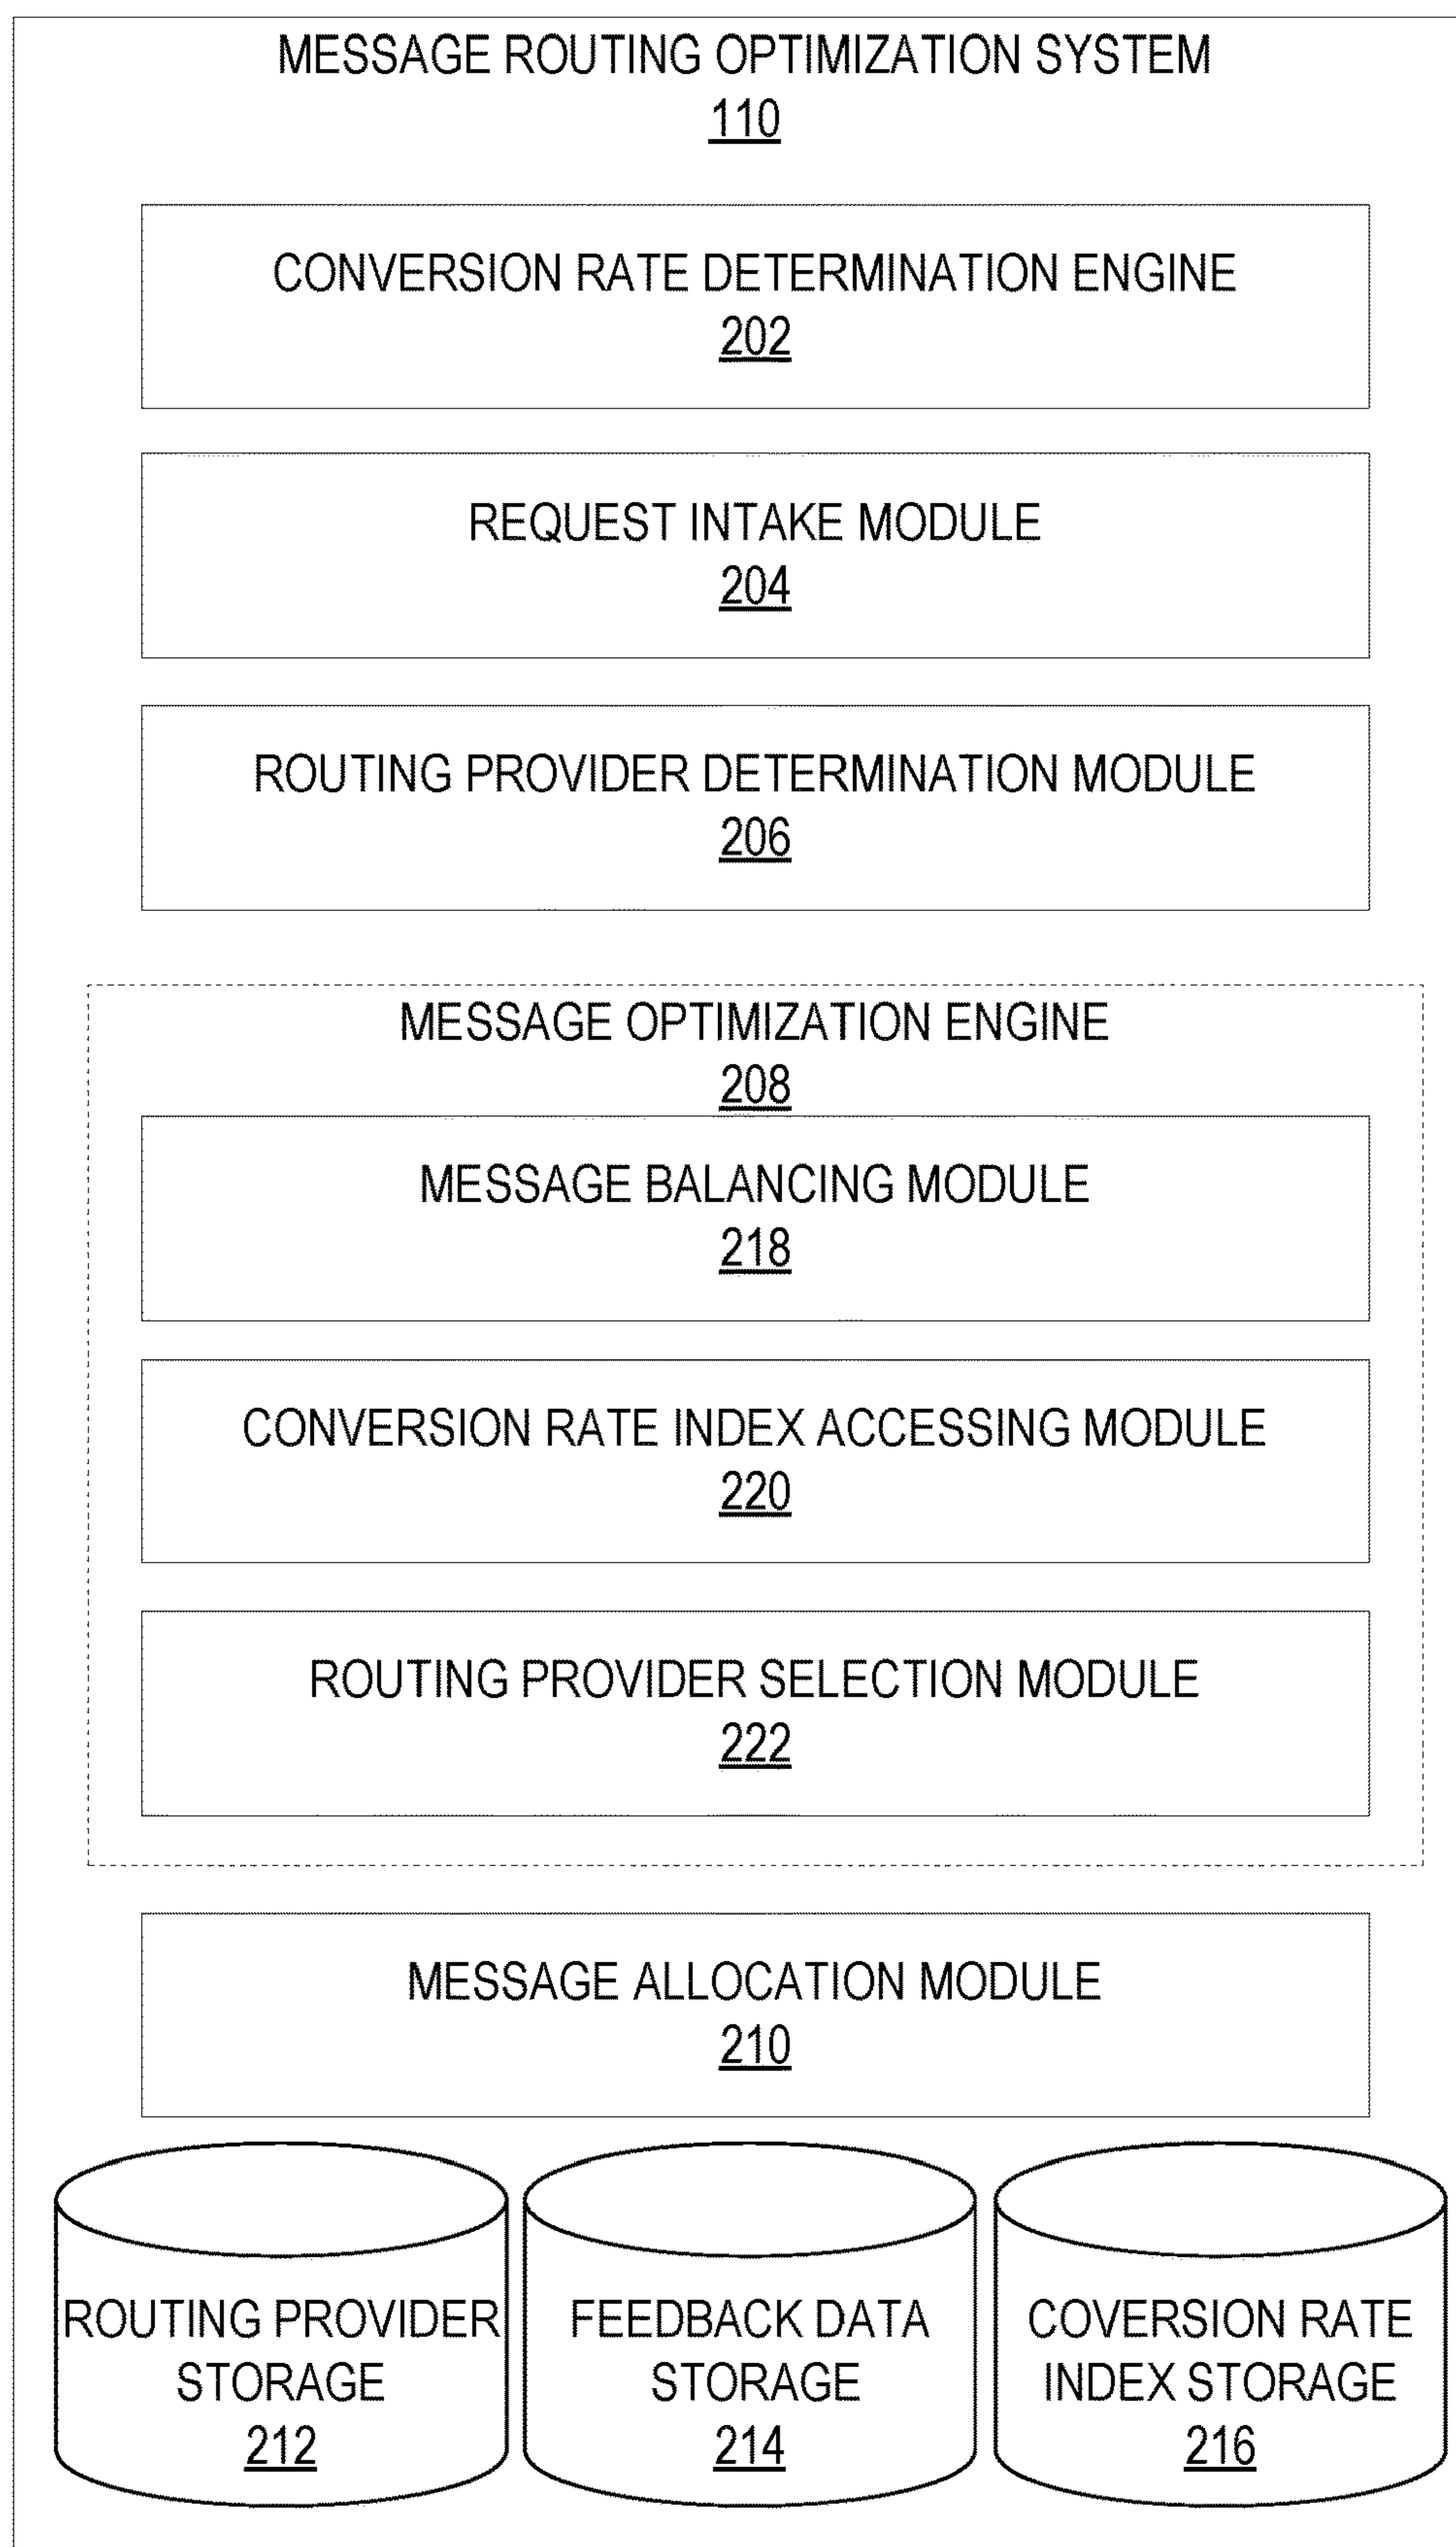 MESSAGE ROUTING OPTIMIZATION SYSTEM
110
CONVERSION RATE DETERMINATION ENGINE
202
REQUEST INTAKE MODULE
204
ROUTING PROVIDER DETERMINATION MODULE
206
MESSAGE OPTIMIZATION ENGINE
208
MESSAGE BALANCING MODULE
218
CONVERSION RATE INDEX ACCESSING MODULE
220
ROUTING PROVIDER SELECTION MODULE
222
MESSAGE ALLOCATION MODULE
210
ROUTING PROVIDER
STORAGE
212
FEEDBACK DATA
STORAGE
214
COVERSION RATE
INDEX STORAGE
216